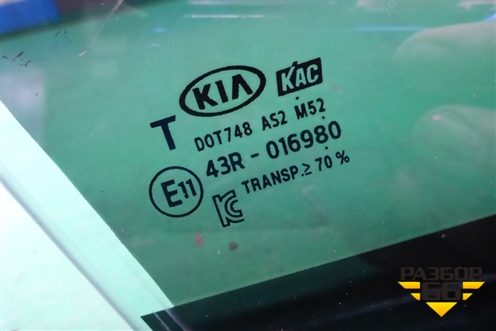 KIA KAC
T DOT748 AS2 M52
E11 43R - 016980
KC TRANSP.≥ 70 %
РАЗБОР
66